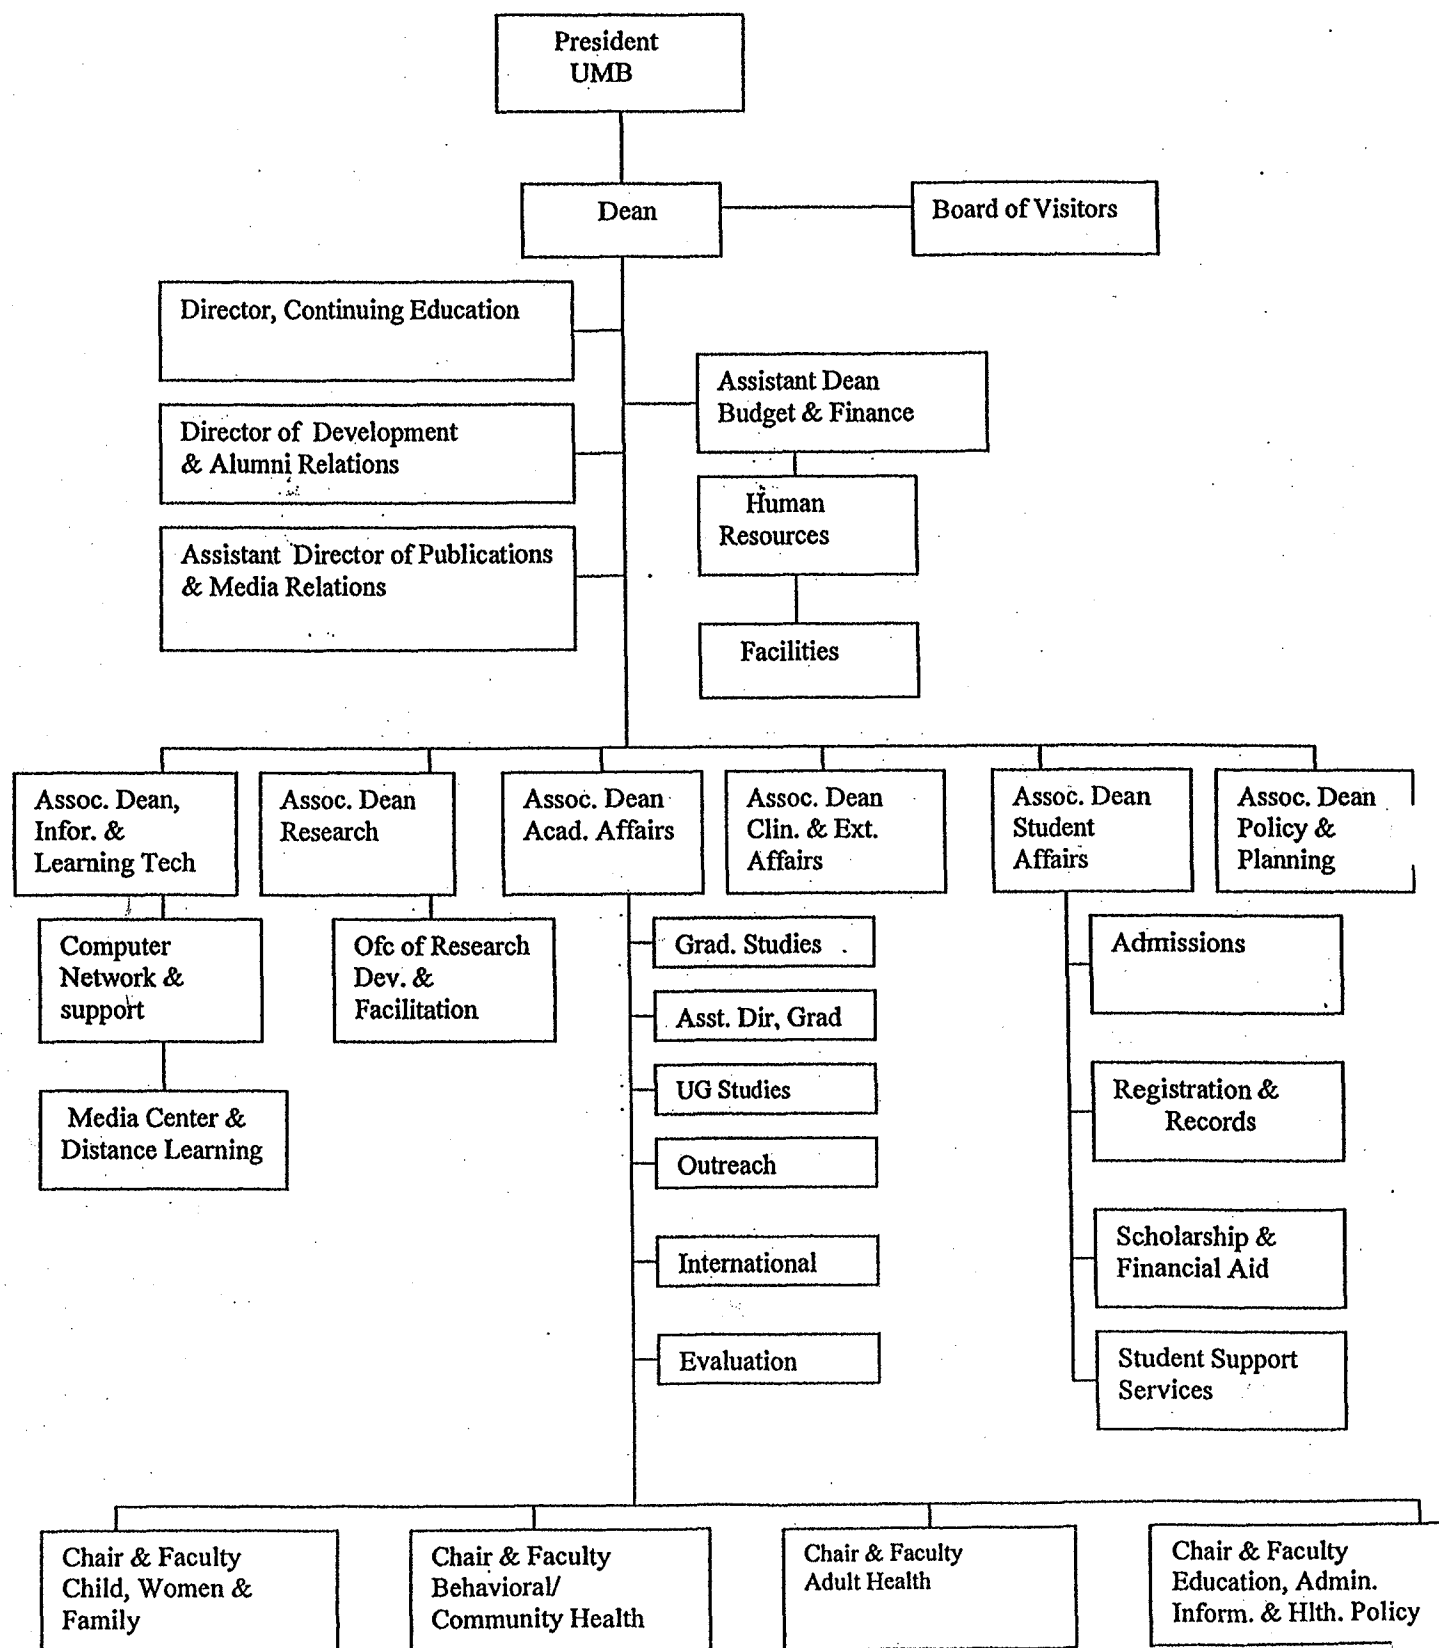 President
UMB
Dean
Board of Visitors
Director, Continuing Education
Assistant Dean
Budget & Finance
Director of Development
& Alumni Relations
Human
Resources
Assistant Director of Publications
& Media Relations
Facilities
Assoc. Dean,
Infor. &
Learning Tech
Assoc. Dean
Research
Assoc. Dean
Acad. Affairs
Assoc. Dean
Clin. & Ext.
Affairs
Assoc. Dean
Student
Affairs
Assoc. Dean
Policy &
Planning
Computer
Network &
support
Ofc of Research
Dev. &
Facilitation
Grad. Studies
Asst. Dir, Grad
UG Studies
Outreach
International
Evaluation
Admissions
Registration &
Records
Scholarship &
Financial Aid
Student Support
Services
Media Center &
Distance Learning
Chair & Faculty
Child, Women &
Family
Chair & Faculty
Behavioral/
Community Health
Chair & Faculty
Adult Health
Chair & Faculty
Education, Admin.
Inform. & Hlth. Policy